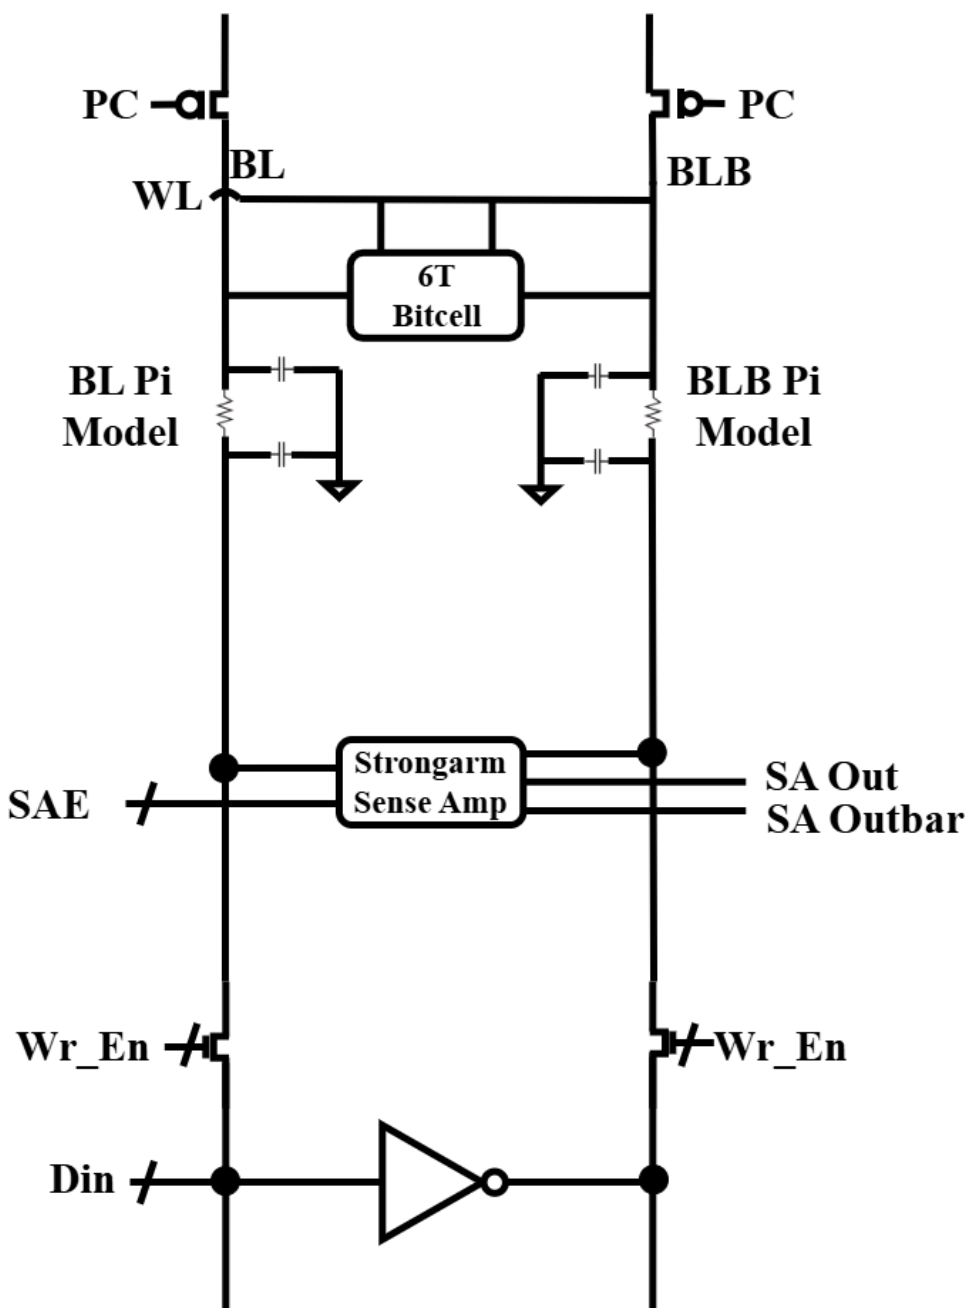 PC
PC
BL
WL
BLB
6T
Bitcell
BL Pi
Model
BLB Pi
Model
Strongarm
Sense Amp
SAE
SA Out
SA Outbar
Wr_En
Wr_En
Din